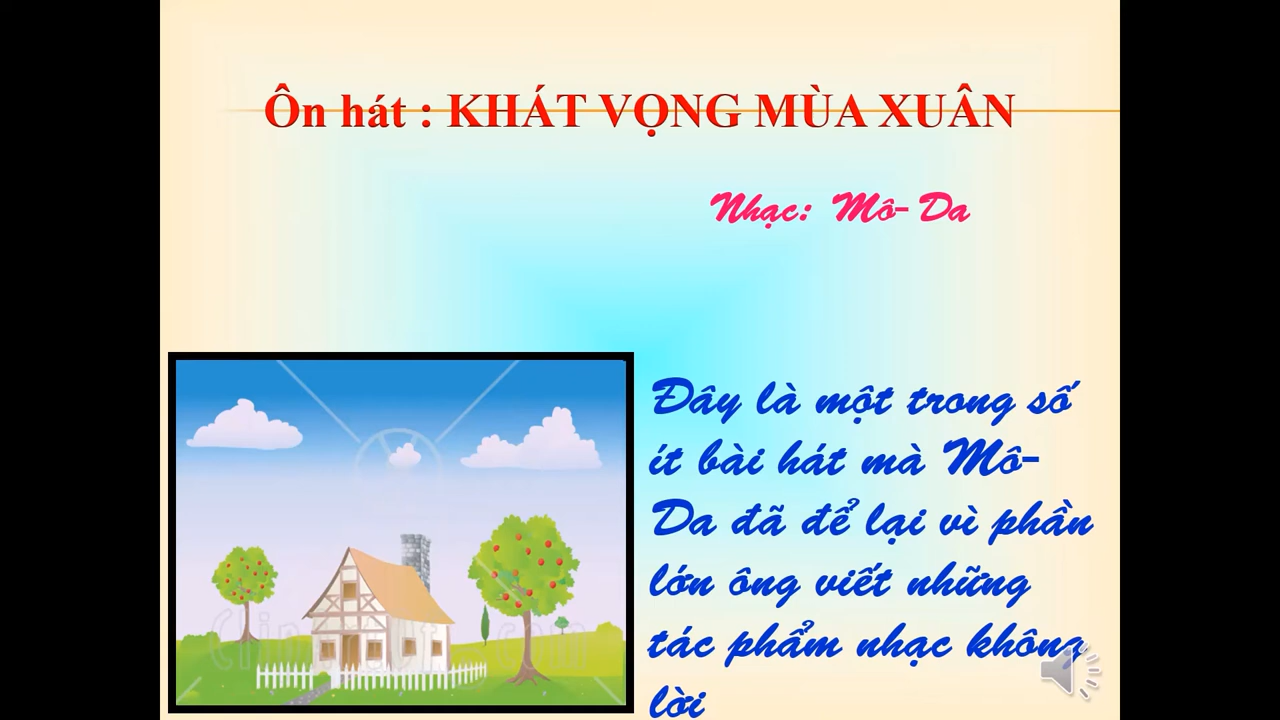 Ôn hát : KHÁT VỌNG MÙA XUÂN
Nhạc: Mô- Da
Đây là một trong số
ít bài hát mà Mô-
Da đã để lại vì phần
lớn ông viết những
tác phẩm nhạc không
lời